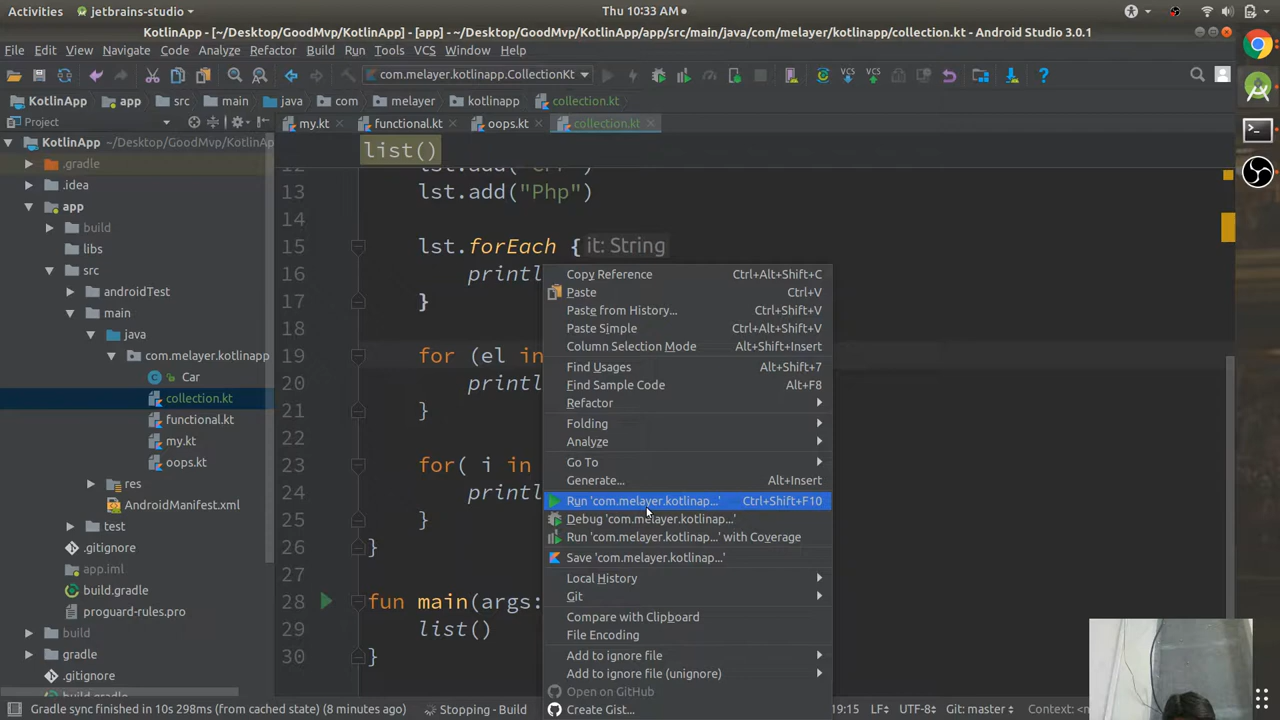 Activities jetbrains-studio Thu 10:33 AM
KotlinApp - [~/Desktop/GoodMvp/KotlinApp] - [app] - ~/Desktop/GoodMvp/KotlinApp/app/src/main/java/com/melayer/kotlinapp/collection.kt - Android Studio 3.0.1
File Edit View Navigate Code Analyze Refactor Build Run Tools VCS Window Help
com.melayer.kotlinapp.CollectionKt VCS VCS ?
KotlinApp app src main java com melayer kotlinapp collection.kt
Project my.kt functional.kt oops.kt collection.kt
list()
KotlinApp ~/Desktop/GoodMvp/KotlinA
.gradle
.idea
app
build
libs
src
androidTest
main
java
com.melayer.kotlinapp
Car
collection.kt
functional.kt
my.kt
oops.kt
res
AndroidManifest.xml
test
.gitignore
app.iml
build.gradle
proguard-rules.pro
build
gradle
.gitignore
build.gradle
13 lst.add("Php")
14
15 lst.forEach { it: String
16 printl
17 }
18
19 for (el in
20 printl
21 }
22
23 for( i in
24 printl
25 }
26 }
27
28 fun main(args:
29 list()
30 }
Copy Reference Ctrl+Alt+Shift+C
Paste Ctrl+V
Paste from History... Ctrl+Shift+V
Paste Simple Ctrl+Alt+Shift+V
Column Selection Mode Alt+Shift+Insert
Find Usages Alt+Shift+7
Find Sample Code Alt+F8
Refactor
Folding
Analyze
Go To
Generate... Alt+Insert
Run 'com.melayer.kotlinap...' Ctrl+Shift+F10
Debug 'com.melayer.kotlinap...'
Run 'com.melayer.kotlinap...' with Coverage
Save 'com.melayer.kotlinap...'
Local History
Git
Compare with Clipboard
File Encoding
Add to ignore file
Add to ignore file (unignore)
Open on GitHub
Create Gist...
Gradle sync finished in 10s 298ms (from cached state) (8 minutes ago) Stopping - Build 19:15 LF UTF-8 Git: master Context: <n